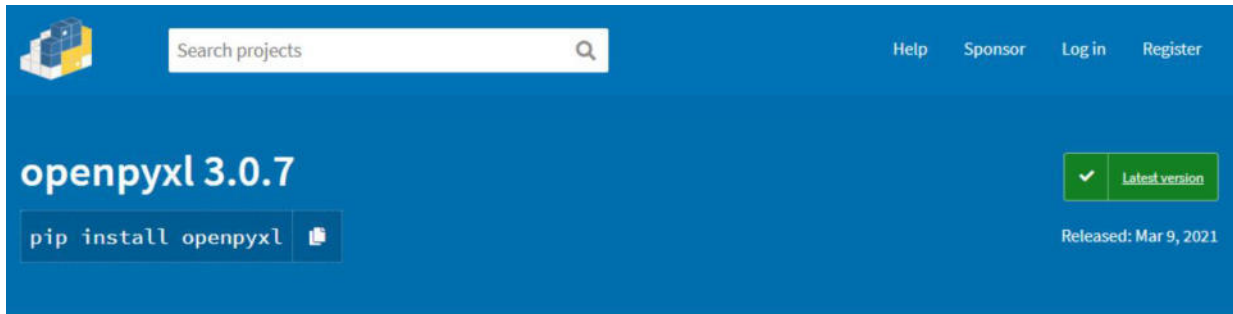 Search projects
Help Sponsor Log in Register
openpyxl 3.0.7
Latest version
pip install openpyxl
Released: Mar 9, 2021